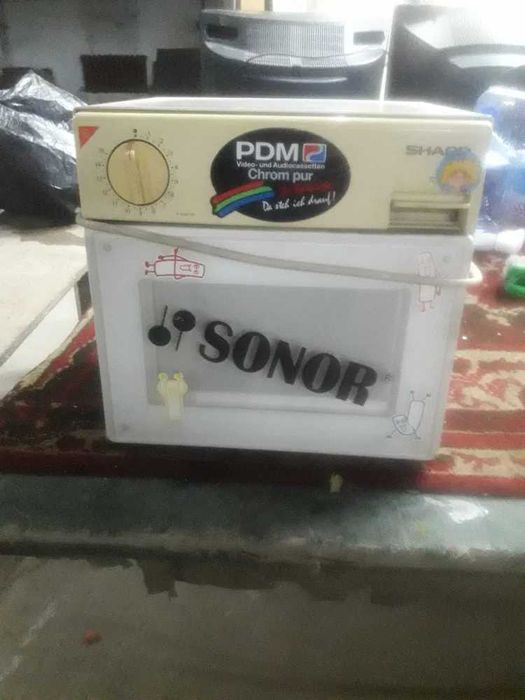 PDM
Video- und Audiocassetten
Chrom pur
Da steh ich drauf!
SHARP
SONOR®